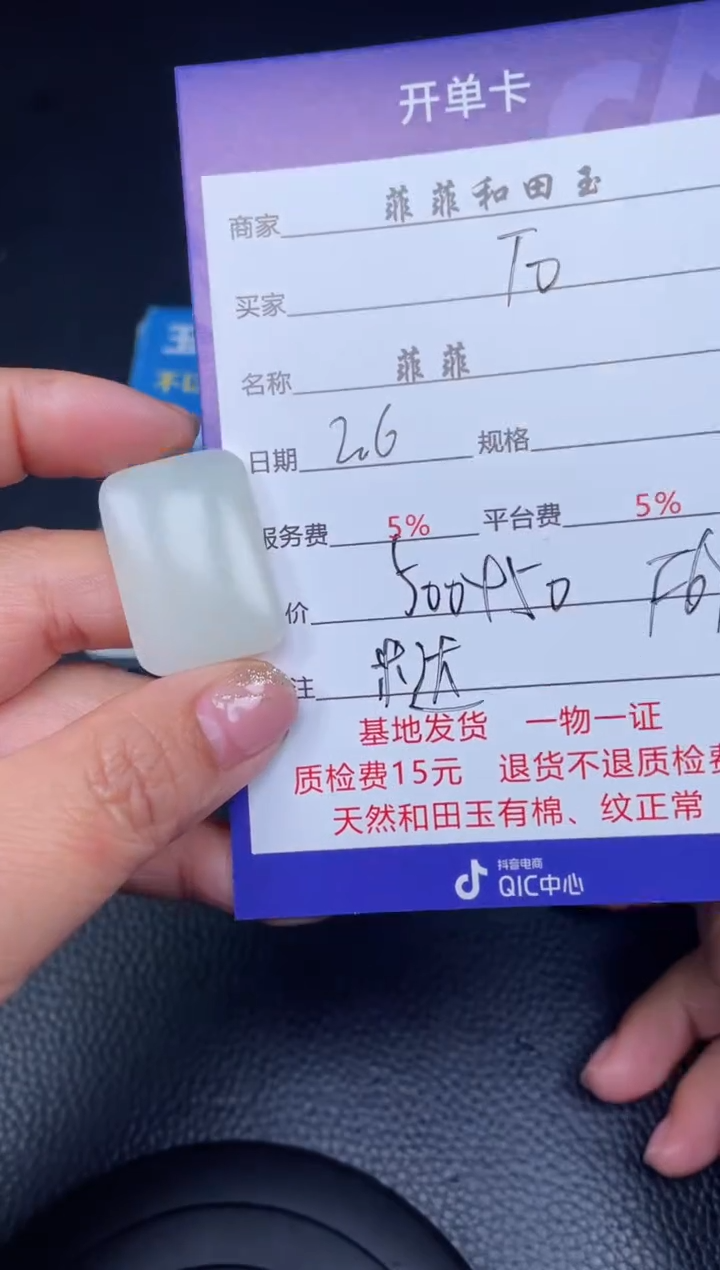 开单卡
商家 菲菲和田玉
买家 To
名称 菲菲
日期 2.6 规格
服务费 5% 平台费 5%
价 500
注
基地发货 一物一证
质检费15元 退货不退质检费
天然和田玉有棉、纹正常
抖音电商
QIC中心